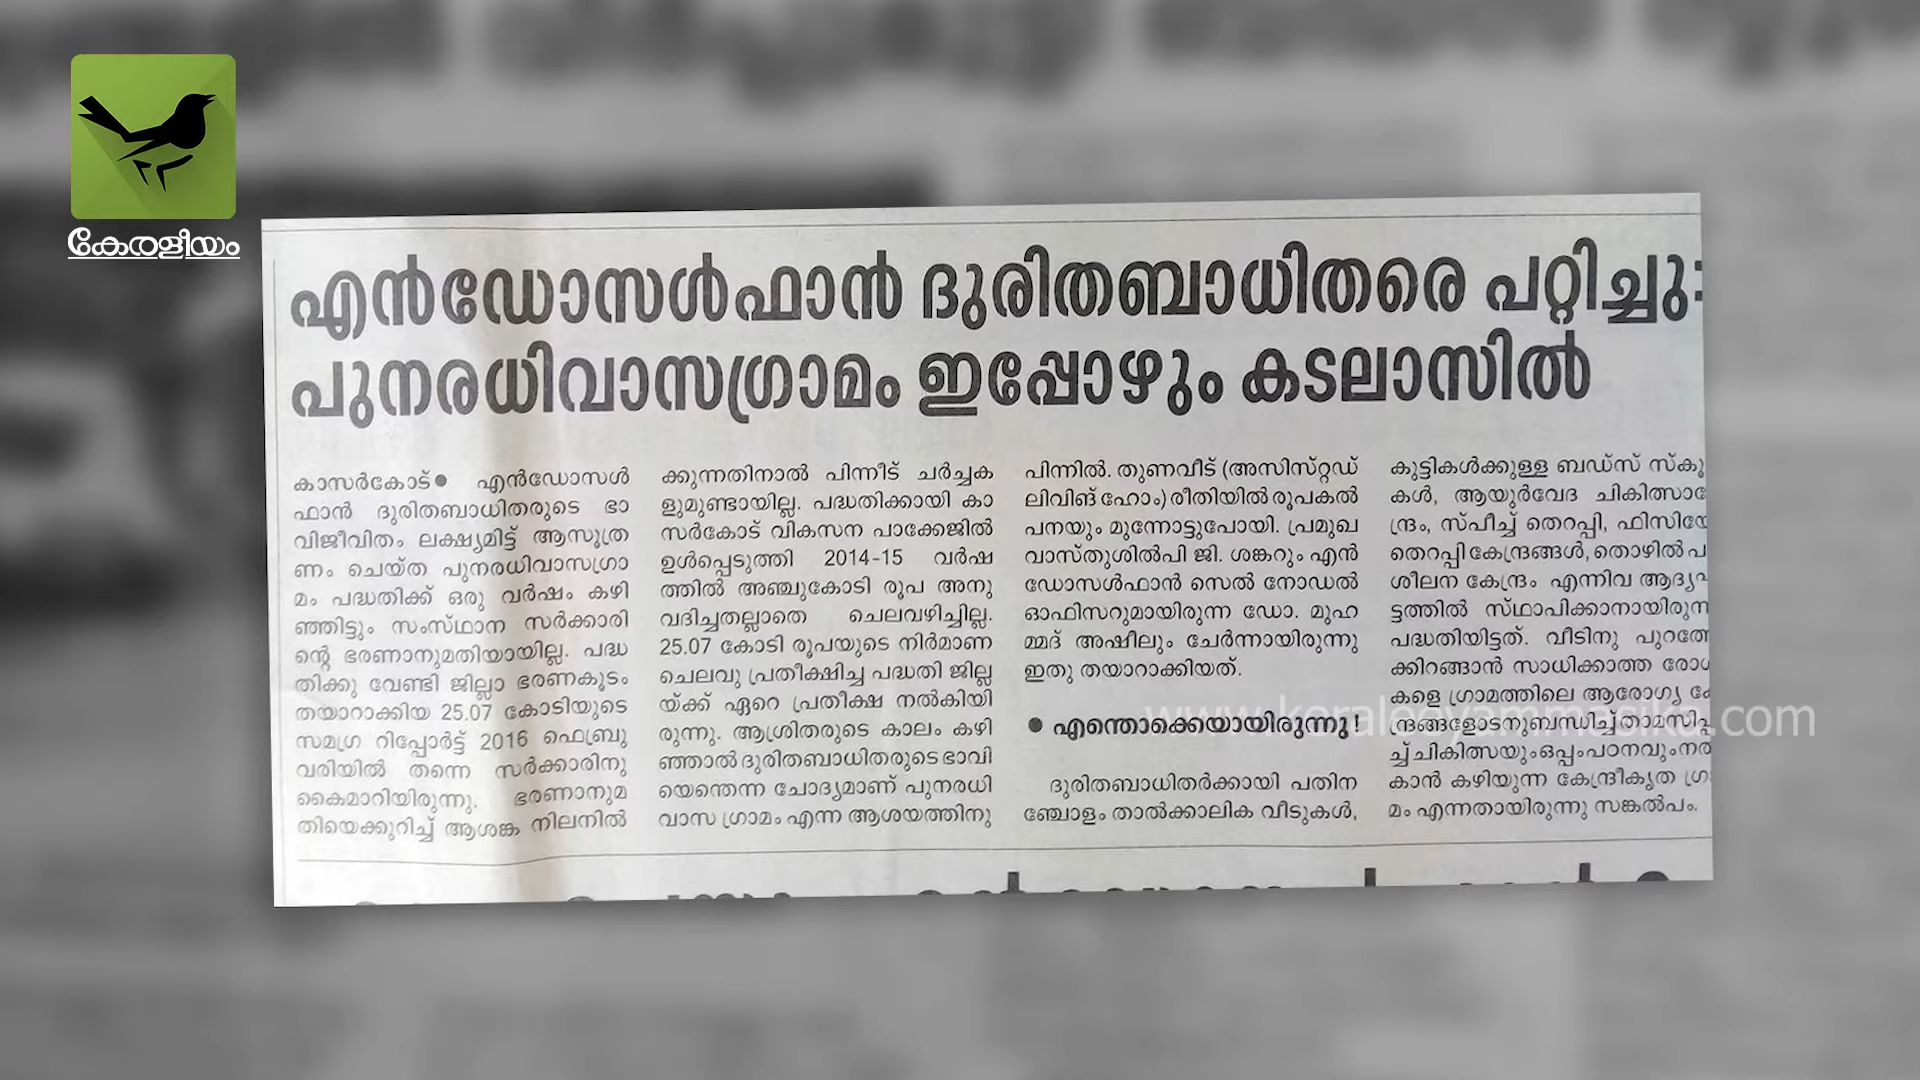 കേരളീയം
എൻഡോസൾഫാൻ ദുരിതബാധിതരെ പറ്റിച്ചു:
പുനരധിവാസഗ്രാമം ഇപ്പോഴും കടലാസിൽ
കാസർകോട്● എൻഡോസൾ
ഫാൻ ദുരിതബാധിതരുടെ ഭാ
വിജീവിതം ലക്ഷ്യമിട്ട് ആസൂത്ര
ണം ചെയ്ത പുനരധിവാസഗ്രാ
മം പദ്ധതിക്ക് ഒരു വർഷം കഴി
ഞ്ഞിട്ടും സംസ്ഥാന സർക്കാരി
ന്റെ ഭരണാനുമതിയായില്ല. പദ്ധ
തിക്കു വേണ്ടി ജില്ലാ ഭരണകൂടം
തയാറാക്കിയ 25.07 കോടിയുടെ
സമഗ്ര റിപ്പോർട്ട് 2016 ഫെബ്രു
വരിയിൽ തന്നെ സർക്കാരിനു
കൈമാറിയിരുന്നു. ഭരണാനുമ
തിയെക്കുറിച്ച് ആശങ്ക നിലനിൽ
ക്കുന്നതിനാൽ പിന്നീട് ചർച്ചക
ളുമുണ്ടായില്ല. പദ്ധതിക്കായി കാ
സർകോട് വികസന പാക്കേജിൽ
ഉൾപ്പെടുത്തി 2014-15 വർഷ
ത്തിൽ അഞ്ചുകോടി രൂപ അനു
വദിച്ചതല്ലാതെ ചെലവഴിച്ചില്ല.
25.07 കോടി രൂപയുടെ നിർമാണ
ചെലവു പ്രതീക്ഷിച്ച പദ്ധതി ജില്ല
യ്ക്ക് ഏറെ പ്രതീക്ഷ നൽകിയി
രുന്നു. ആശ്രിതരുടെ കാലം കഴി
ഞ്ഞാൽ ദുരിതബാധിതരുടെ ഭാവി
യെന്തെന്ന ചോദ്യമാണ് പുനരധി
വാസ ഗ്രാമം എന്ന ആശയത്തിനു
പിന്നിൽ. തുണവീട് (അസിസ്റ്റഡ്
ലിവിങ് ഹോം) രീതിയിൽ രൂപകൽ
പനയും മുന്നോട്ടുപോയി. പ്രമുഖ
വാസ്തുശിൽപി ജി. ശങ്കറും എൻ
ഡോസൾഫാൻ സെൽ നോഡൽ
ഓഫിസറുമായിരുന്ന ഡോ. മുഹ
മ്മദ് അഷീലും ചേർന്നായിരുന്നു
ഇതു തയാറാക്കിയത്.
● എന്തൊക്കെയായിരുന്നു !
ദുരിതബാധിതർക്കായി പതിന
ഞ്ചോളം താൽക്കാലിക വീടുകൾ,
കുട്ടികൾക്കുള്ള ബഡ്സ് സ്കൂ
കൾ, ആയുർവേദ ചികിത്സാകേ
ന്ദ്രം, സ്പീച്ച് തെറപ്പി, ഫിസിയോ
തെറപ്പി കേന്ദ്രങ്ങൾ, തൊഴിൽ പ
ശീലന കേന്ദ്രം എന്നിവ ആദ്യഘ
ട്ടത്തിൽ സ്ഥാപിക്കാനായിരുന്നു
പദ്ധതിയിട്ടത്. വീടിനു പുറത്തേ
ക്കിറങ്ങാൻ സാധിക്കാത്ത രോഗി
കളെ ഗ്രാമത്തിലെ ആരോഗ്യ കേ
ന്ദ്രങ്ങളോടനുബന്ധിച്ച് താമസിപ്പി
ച്ച് ചികിത്സയും ഒപ്പം പഠനവും നൽ
കാൻ കഴിയുന്ന കേന്ദ്രീകൃത ഗ്രാ
മം എന്നതായിരുന്നു സങ്കൽപം.
www.keraleeyammasika.com